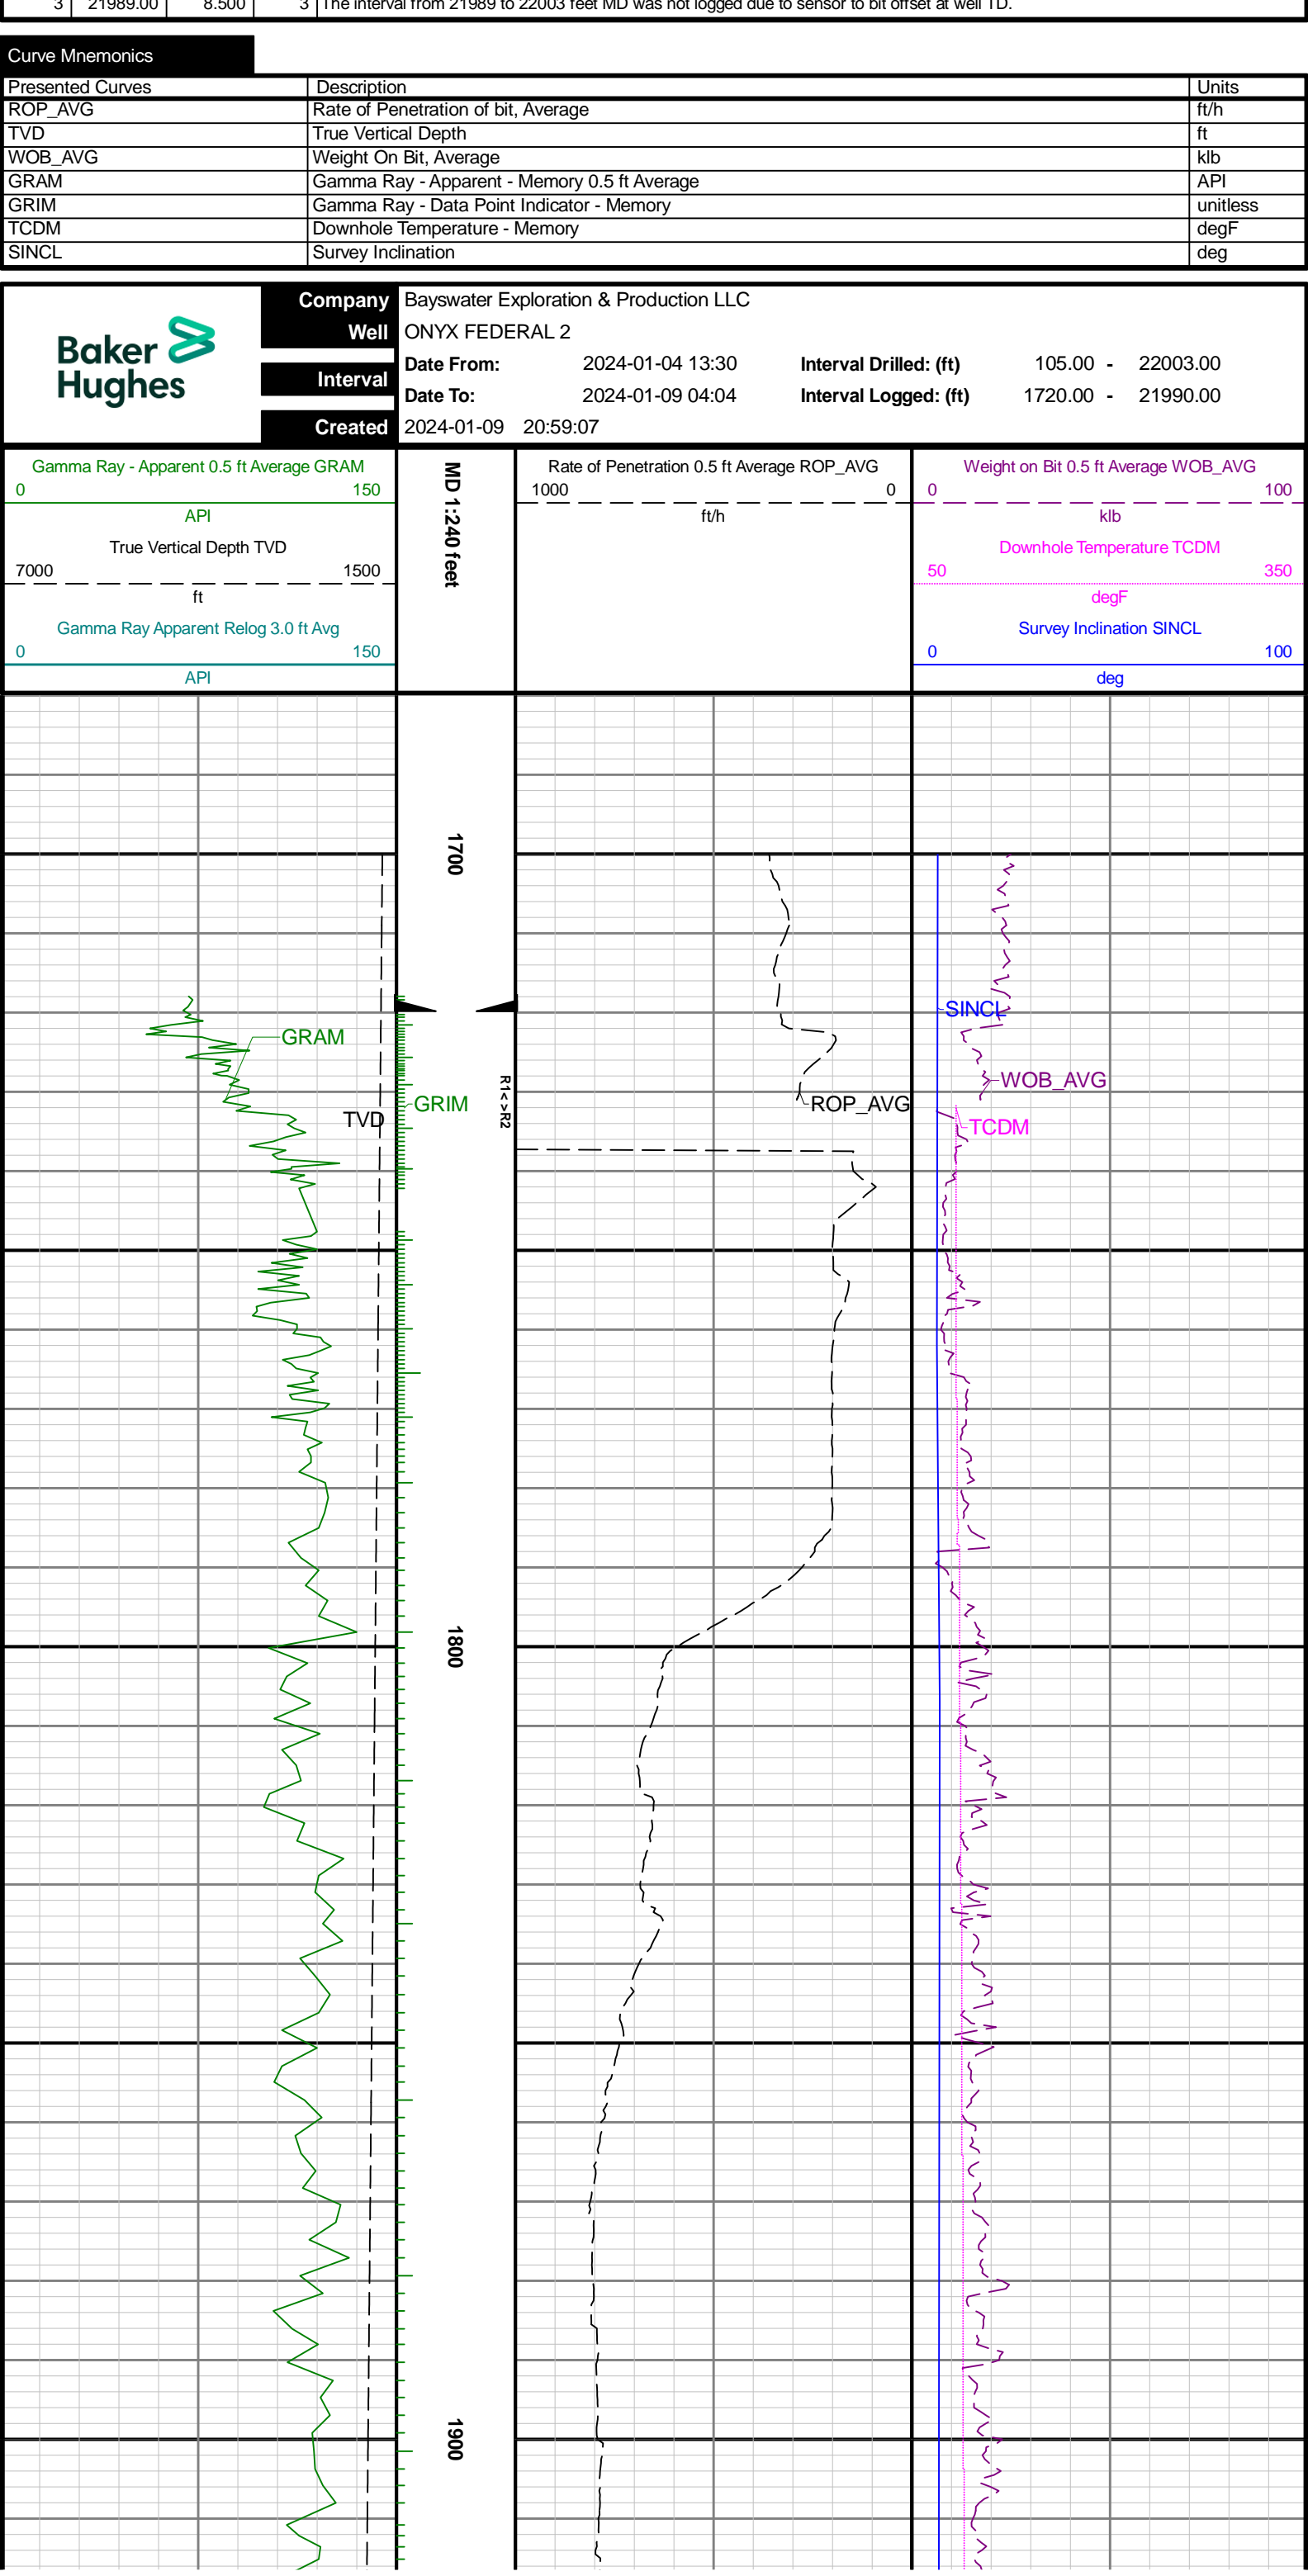 3 21989.00 8.500 3 The interval from 21989 to 22003 feet MD was not logged due to sensor to bit offset at well TD.
Curve Mnemonics
Presented Curves Description Units
ROP_AVG Rate of Penetration of bit, Average ft/h
TVD True Vertical Depth ft
WOB_AVG Weight On Bit, Average klb
GRAM Gamma Ray - Apparent - Memory 0.5 ft Average API
GRIM Gamma Ray - Data Point Indicator - Memory unitless
TCDM Downhole Temperature - Memory degF
SINCL Survey Inclination deg
Baker
Hughes
Company Bayswater Exploration & Production LLC
Well ONYX FEDERAL 2
Interval
Date From: 2024-01-04 13:30 Interval Drilled: (ft) 105.00 - 22003.00
Date To: 2024-01-09 04:04 Interval Logged: (ft) 1720.00 - 21990.00
Created 2024-01-09 20:59:07
Gamma Ray - Apparent 0.5 ft Average GRAM
0 150
API
True Vertical Depth TVD
7000 1500
ft
Gamma Ray Apparent Relog 3.0 ft Avg
0 150
API
MD 1:240 feet
Rate of Penetration 0.5 ft Average ROP_AVG
1000 0
ft/h
Weight on Bit 0.5 ft Average WOB_AVG
0 100
klb
Downhole Temperature TCDM
50 350
degF
Survey Inclination SINCL
0 100
deg
1700
SINCL
GRAM
WOB_AVG
GRIM
R1<>R2
ROP_AVG
TVD
TCDM
1800
1900